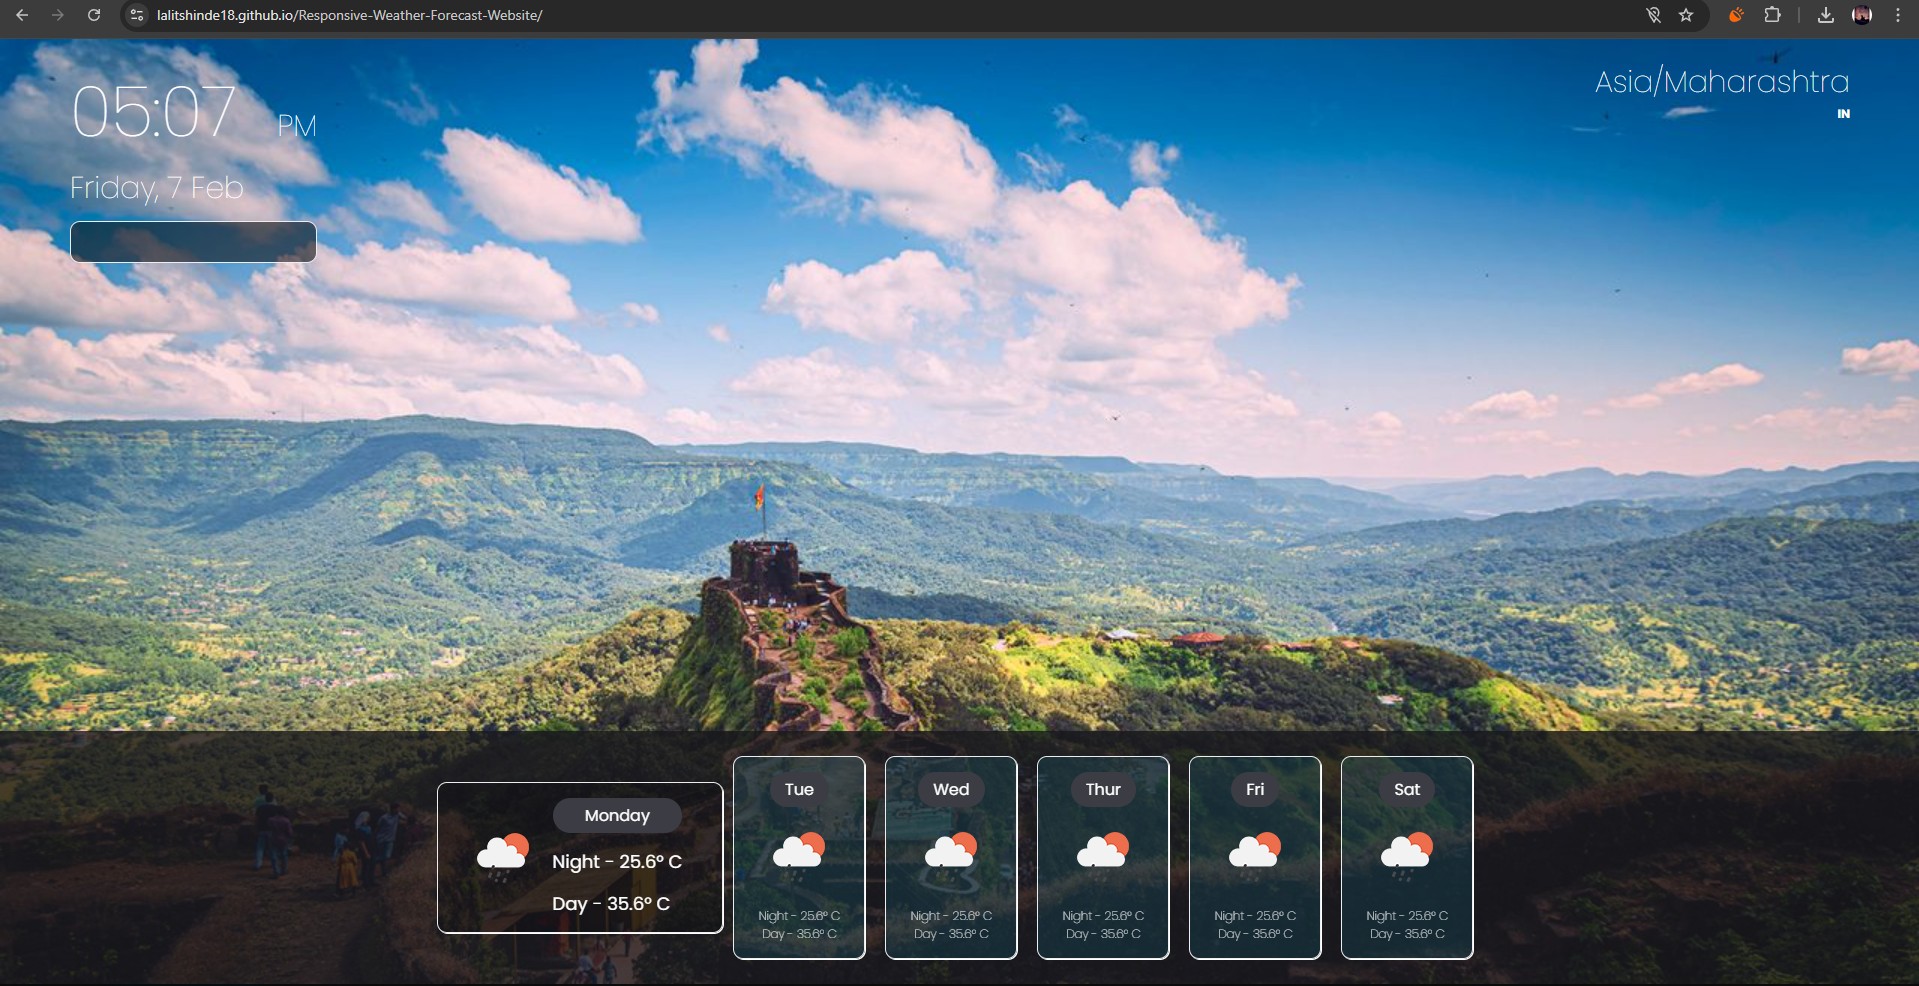 lalitshinde18.github.io/Responsive-Weather-Forecast-Website/
05:07 PM
Friday, 7 Feb
Asia/Maharashtra
IN
Monday
Night - 25.6° C
Day - 35.6° C
Tue
Night - 25.6° C
Day - 35.6° C
Wed
Night - 25.6° C
Day - 35.6° C
Thur
Night - 25.6° C
Day - 35.6° C
Fri
Night - 25.6° C
Day - 35.6° C
Sat
Night - 25.6° C
Day - 35.6° C